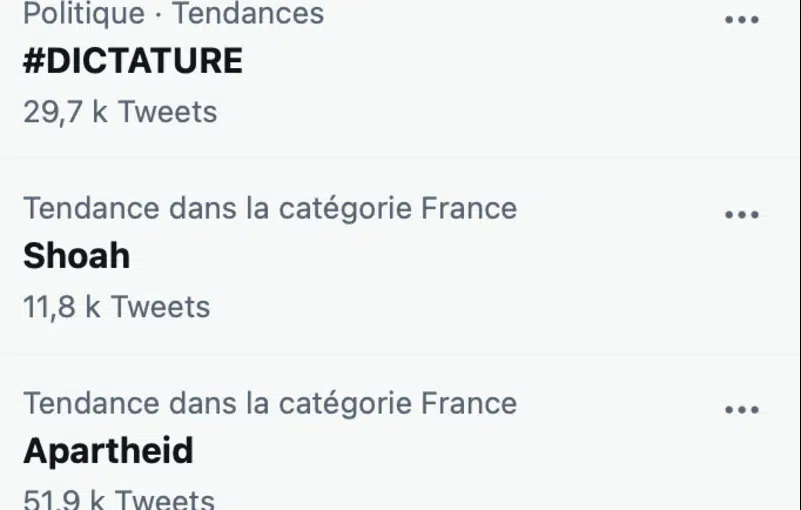 Politique · Tendances
#DICTATURE
29,7 k Tweets
Tendance dans la catégorie France
Shoah
11,8 k Tweets
Tendance dans la catégorie France
Apartheid
51,9 k Tweets